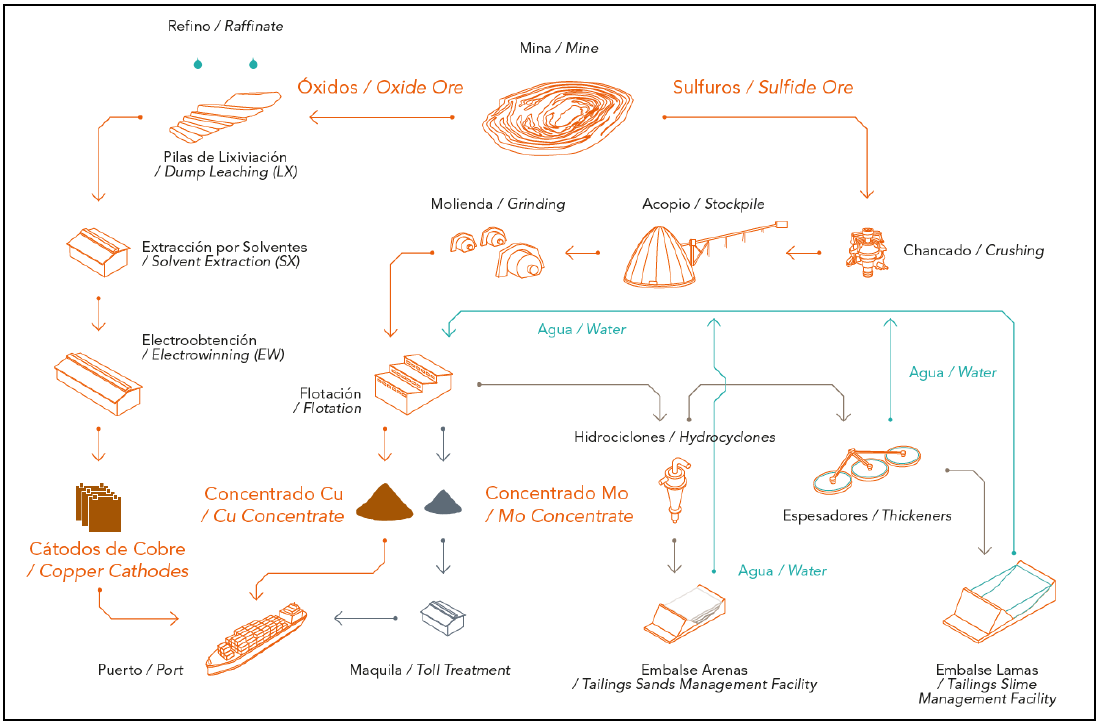 Refino / Raffinate
Mina / Mine
Óxidos / Oxide Ore
Sulfuros / Sulfide Ore
Pilas de Lixiviación
/ Dump Leaching (LX)
Molienda / Grinding
Acopio / Stockpile
Extracción por Solventes
/ Solvent Extraction (SX)
Chancado / Crushing
Agua / Water
Electroobtención
/ Electrowinning (EW)
Agua / Water
Flotación
/ Flotation
Hidrociclones / Hydrocyclones
Concentrado Cu
/ Cu Concentrate
Concentrado Mo
/ Mo Concentrate
Espesadores / Thickeners
Cátodos de Cobre
/ Copper Cathodes
Agua / Water
Puerto / Port
Maquila / Toll Treatment
Embalse Arenas
/ Tailings Sands Management Facility
Embalse Lamas
/ Tailings Slime
Management Facility